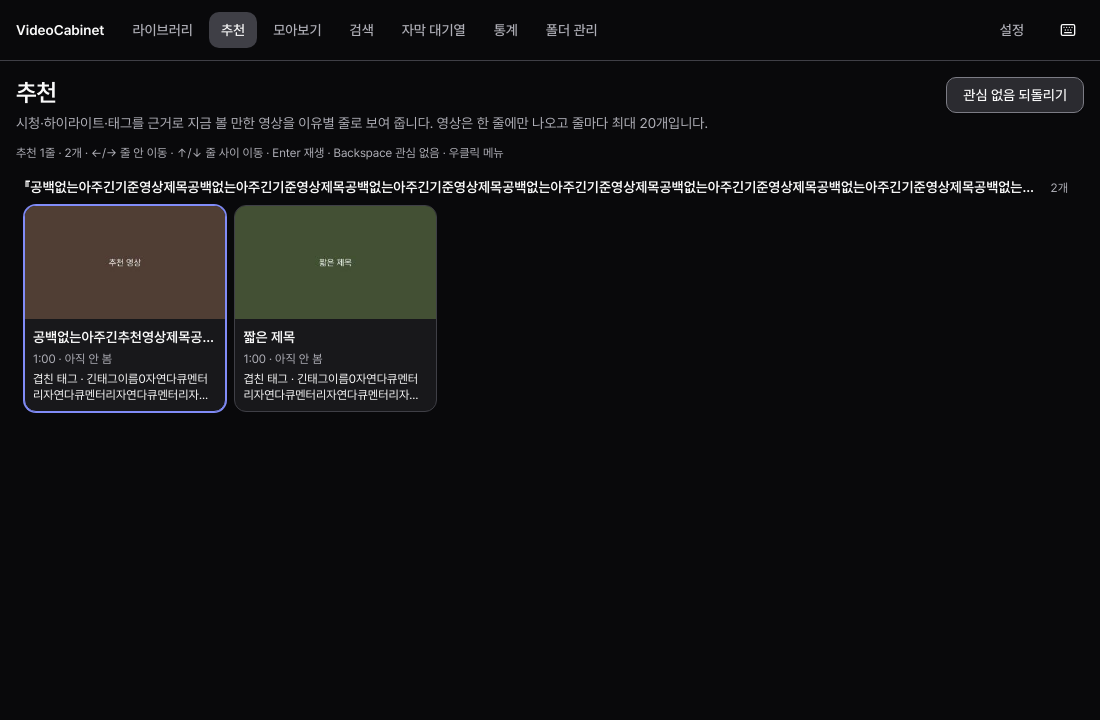 VideoCabinet 라이브러리 추천 모아보기 검색 자막 대기열 통계 폴더 관리 설정
추천
관심 없음 되돌리기
시청·하이라이트·태그를 근거로 지금 볼 만한 영상을 이유별 줄로 보여 줍니다. 영상은 한 줄에만 나오고 줄마다 최대 20개입니다.
추천 1줄 · 2개 · ←/→ 줄 안 이동 · ↑/↓ 줄 사이 이동 · Enter 재생 · Backspace 관심 없음 · 우클릭 메뉴
『공백없는아주긴기준영상제목공백없는아주긴기준영상제목공백없는아주긴기준영상제목공백없는아주긴기준영상제목공백없는아주긴기준영상제목공백없는아주긴기준영상제목공백없는... 2개
추천 영상
공백없는아주긴추천영상제목공...
1:00 · 아직 안 봄
겹친 태그 · 긴태그이름0자연다큐멘터
리자연다큐멘터리자연다큐멘터리자...
짧은 제목
짧은 제목
1:00 · 아직 안 봄
겹친 태그 · 긴태그이름0자연다큐멘터
리자연다큐멘터리자연다큐멘터리자...